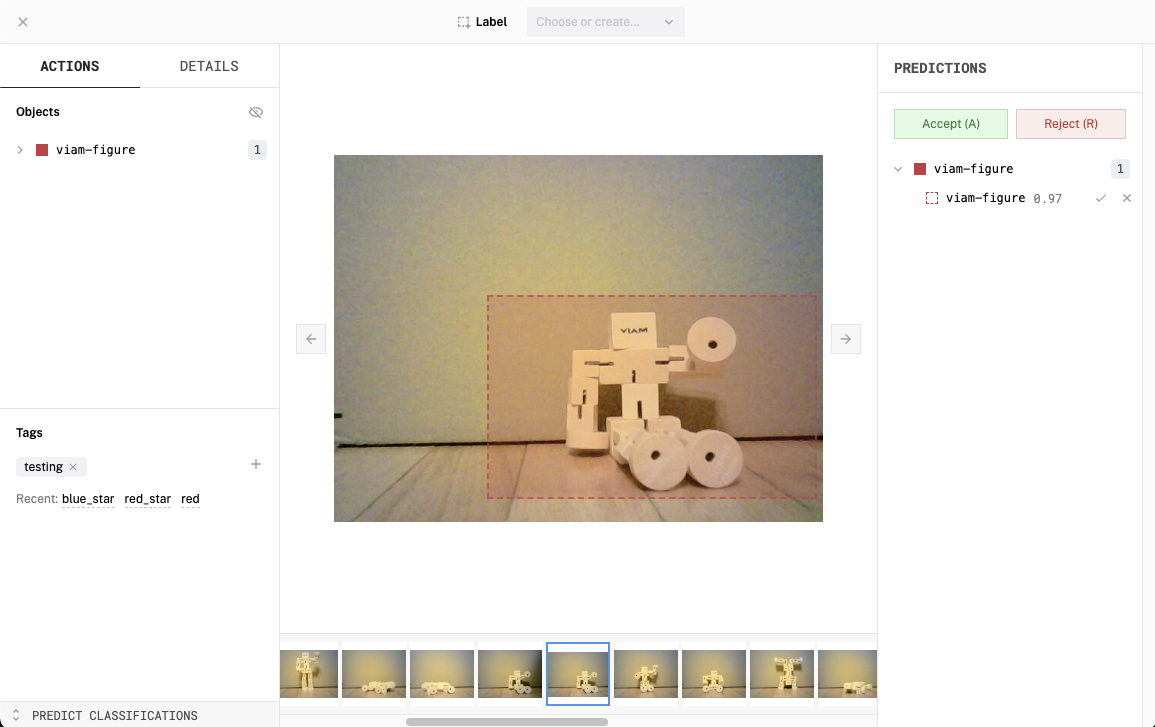 Label
Choose or create...
ACTIONS
DETAILS
Objects
viam-figure
1
Tags
testing
Recent: blue_star red_star red
PREDICT CLASSIFICATIONS
VIAM
PREDICTIONS
Accept (A)
Reject (R)
viam-figure
1
viam-figure 0.97